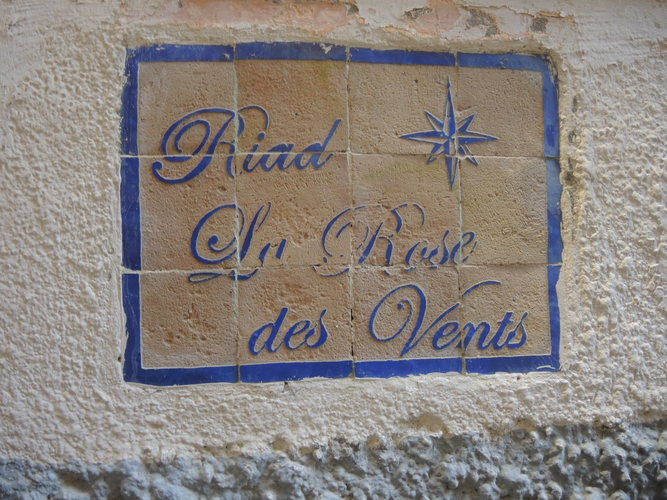 Riad
La Rose
des Vents